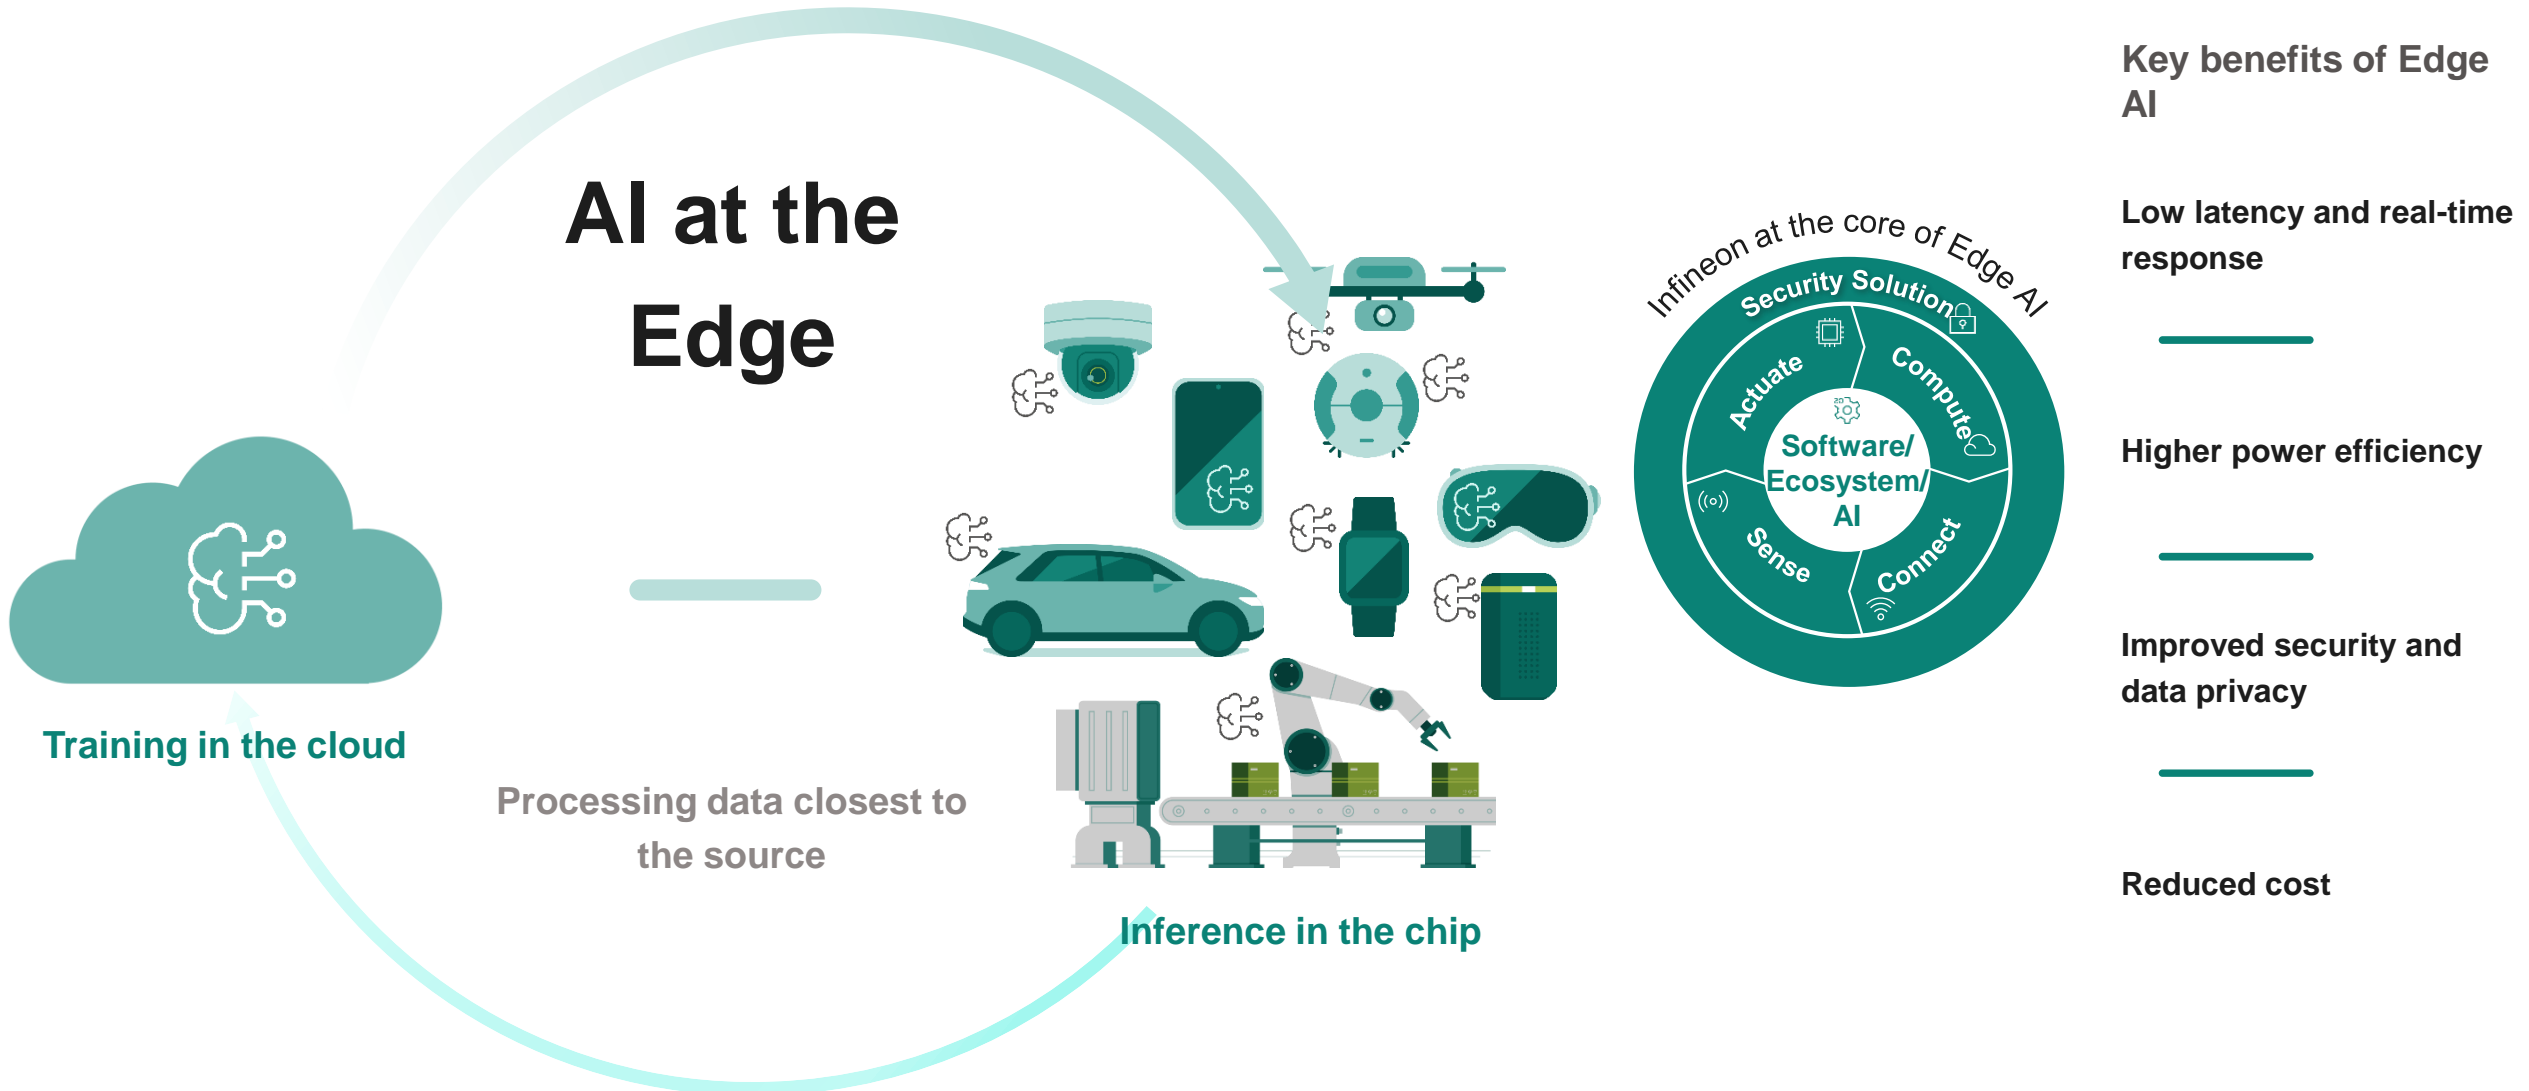 AI at the
Edge
Training in the cloud
Processing data closest to
the source
Inference in the chip
Infineon at the core of Edge AI
Security Solution
Actuate
Compute
Software/
Ecosystem/
AI
Sense
Connect
Key benefits of Edge
AI
Low latency and real-time
response
Higher power efficiency
Improved security and
data privacy
Reduced cost